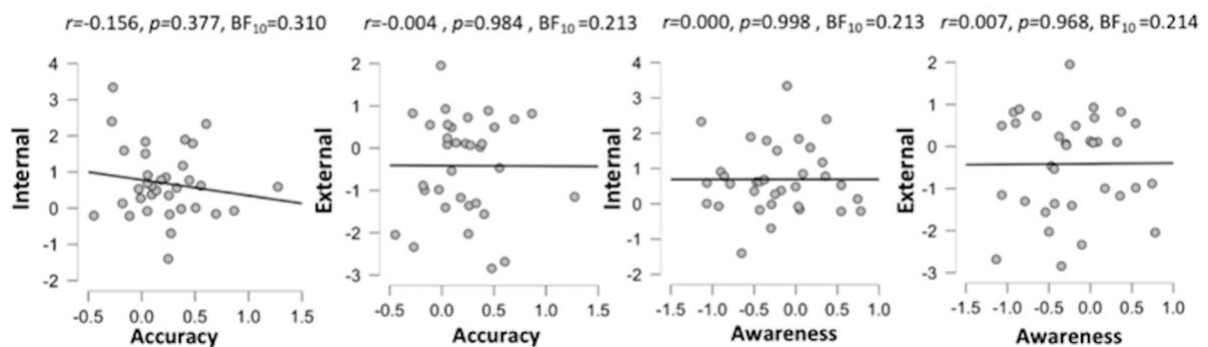 r=-0.156, p=0.377, BF₁₀=0.310
r=-0.004 , p=0.984 , BF₁₀=0.213
r=0.000, p=0.998 , BF₁₀=0.213
r=0.007, p=0.968, BF₁₀=0.214
Internal
4
3
2
1
0
-1
-2
-0.5 0.0 0.5 1.0 1.5
Accuracy
External
2
1
0
-1
-2
-3
-0.5 0.0 0.5 1.0 1.5
Accuracy
Internal
4
3
2
1
0
-1
-2
-1.5 -1.0 -0.5 0.0 0.5 1.0
Awareness
External
2
1
0
-1
-2
-3
-1.5 -1.0 -0.5 0.0 0.5 1.0
Awareness